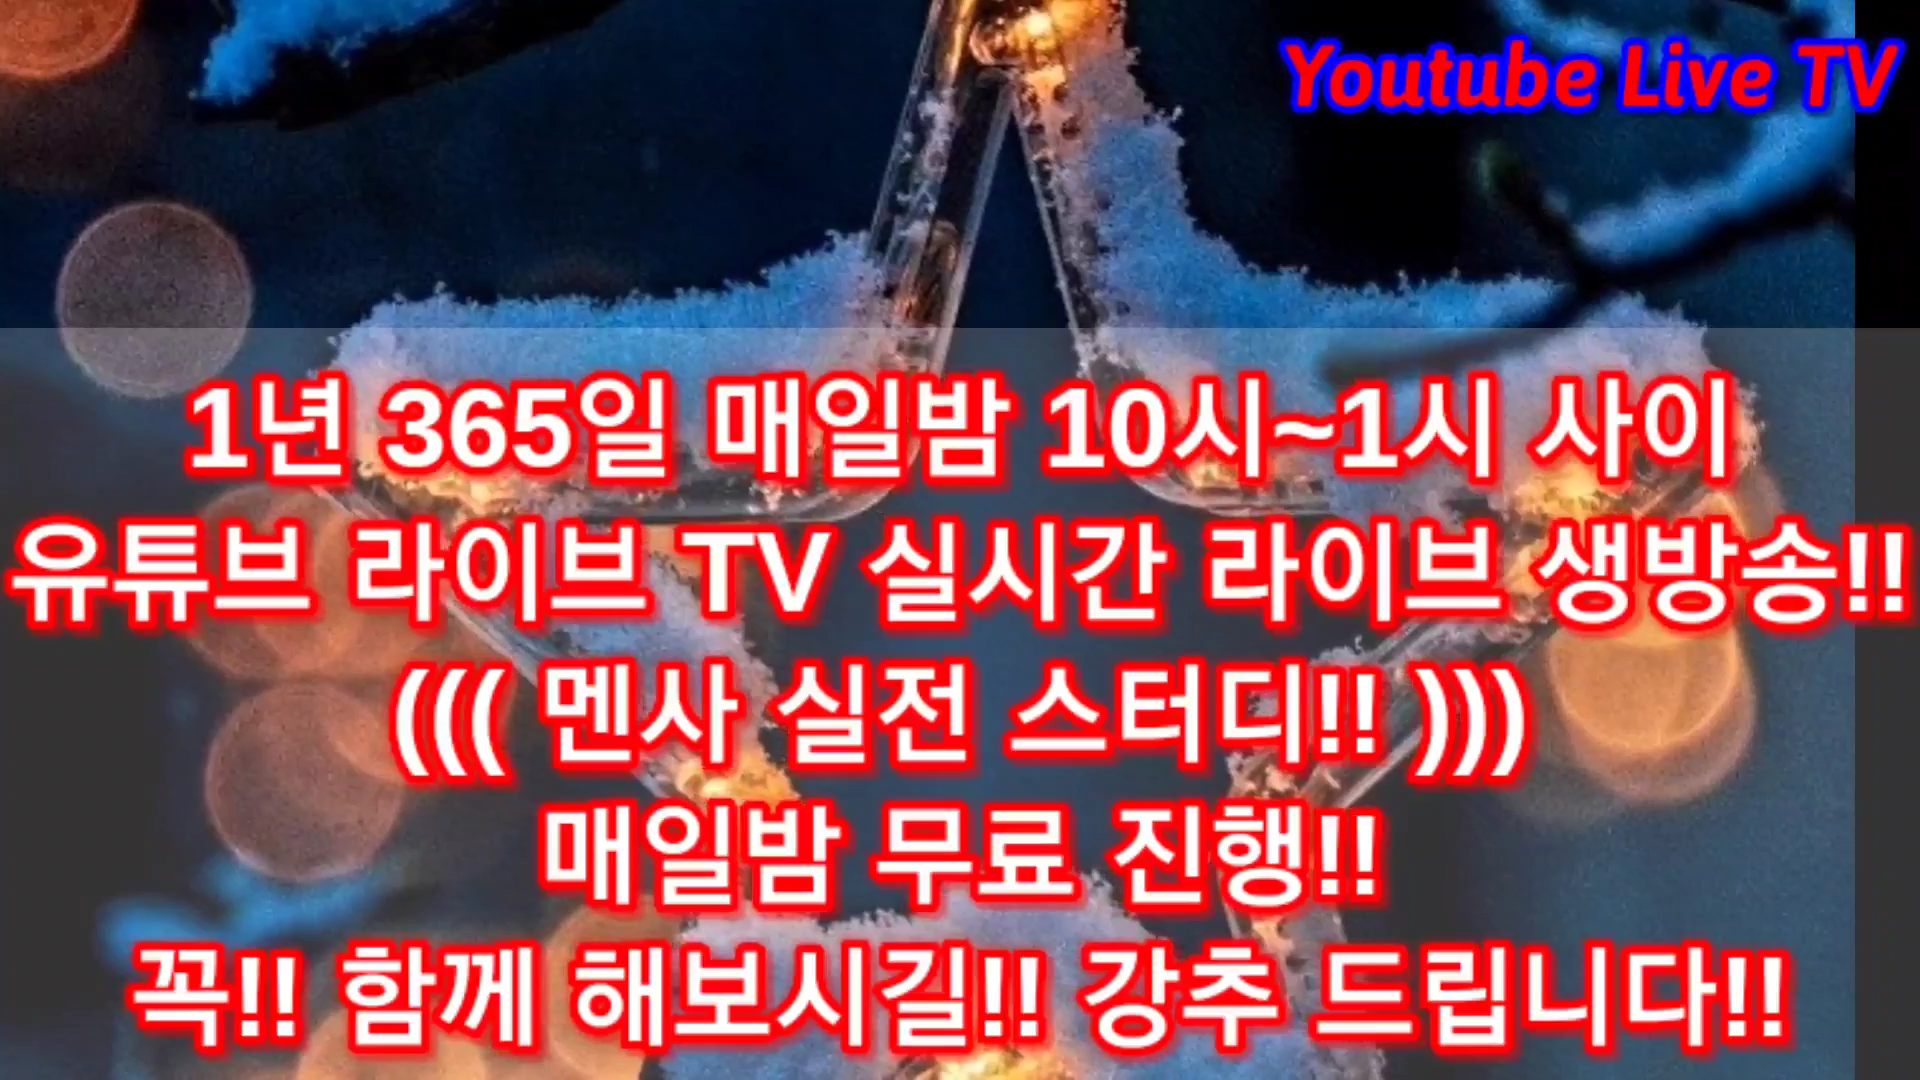 Youtube Live TV
1년 365일 매일밤 10시~1시 사이
유튜브 라이브 TV 실시간 라이브 생방송!!
((( 멘사 실전 스터디!! )))
매일밤 무료 진행!!
꼭!! 함께 해보시길!! 강추 드립니다!!